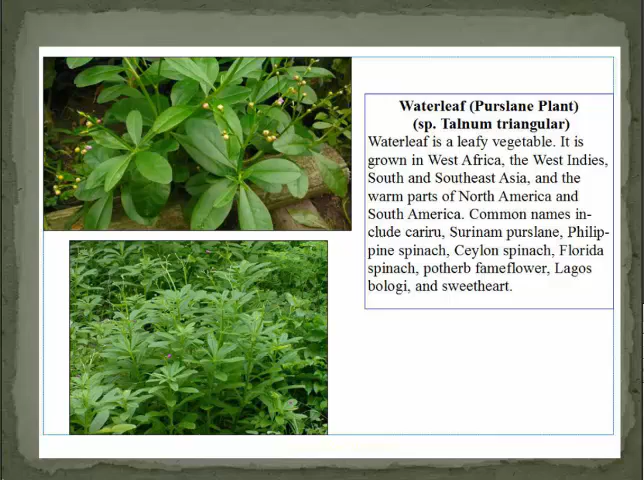 Waterleaf (Purslane Plant)
(sp. Talnum triangular)
Waterleaf is a leafy vegetable. It is
grown in West Africa, the West Indies,
South and Southeast Asia, and the
warm parts of North America and
South America. Common names in-
clude cariru, Surinam purslane, Philip-
pine spinach, Ceylon spinach, Florida
spinach, potherb fameflower, Lagos
bologi, and sweetheart.